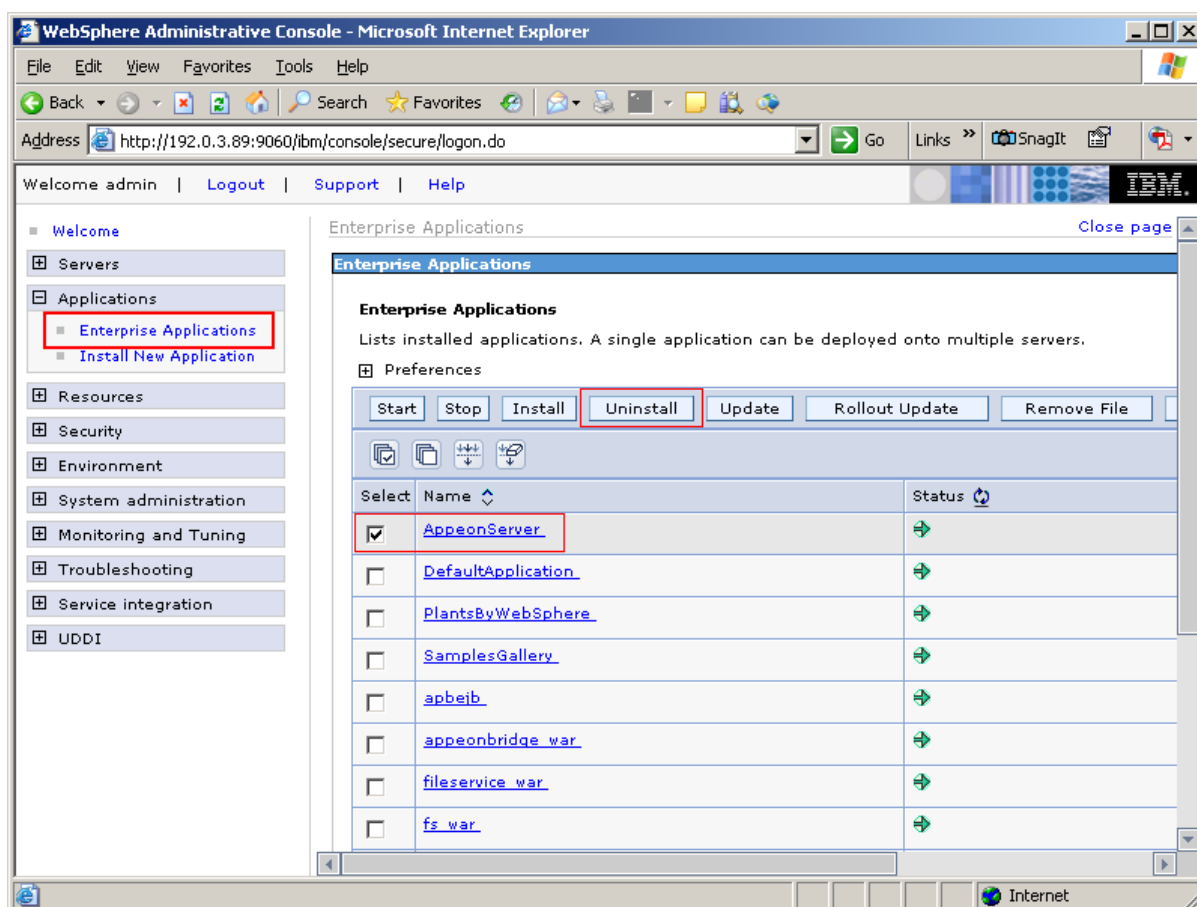 WebSphere Administrative Console - Microsoft Internet Explorer
File Edit View Favorites Tools Help
Back Search Favorites
Address http://192.0.3.89:9060/ibm/console/secure/logon.do Go Links » SnagIt
Welcome admin | Logout | Support | Help IBM.
Welcome
Servers
Applications
Enterprise Applications
Install New Application
Resources
Security
Environment
System administration
Monitoring and Tuning
Troubleshooting
Service integration
UDDI
Enterprise Applications Close page
Enterprise Applications
Enterprise Applications
Lists installed applications. A single application can be deployed onto multiple servers.
Preferences
Start Stop Install Uninstall Update Rollout Update Remove File
Select Name Status
AppeonServer
DefaultApplication
PlantsByWebSphere
SamplesGallery
apbejb
appeonbridge_war
fileservice_war
fs_war
Internet